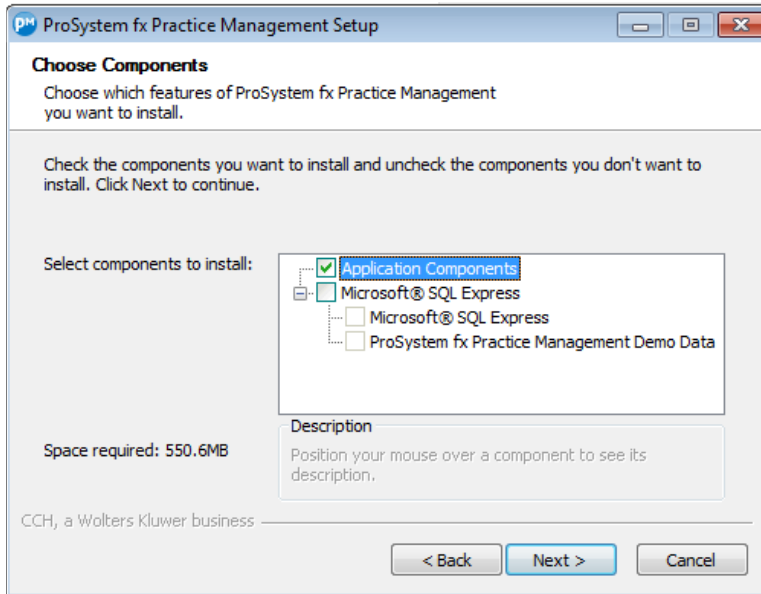 PM ProSystem fx Practice Management Setup
Choose Components
Choose which features of ProSystem fx Practice Management
you want to install.
Check the components you want to install and uncheck the components you don't want to
install. Click Next to continue.
Select components to install:
Application Components
Microsoft® SQL Express
Microsoft® SQL Express
ProSystem fx Practice Management Demo Data
Space required: 550.6MB
Description
Position your mouse over a component to see its
description.
CCH, a Wolters Kluwer business
< Back
Next >
Cancel